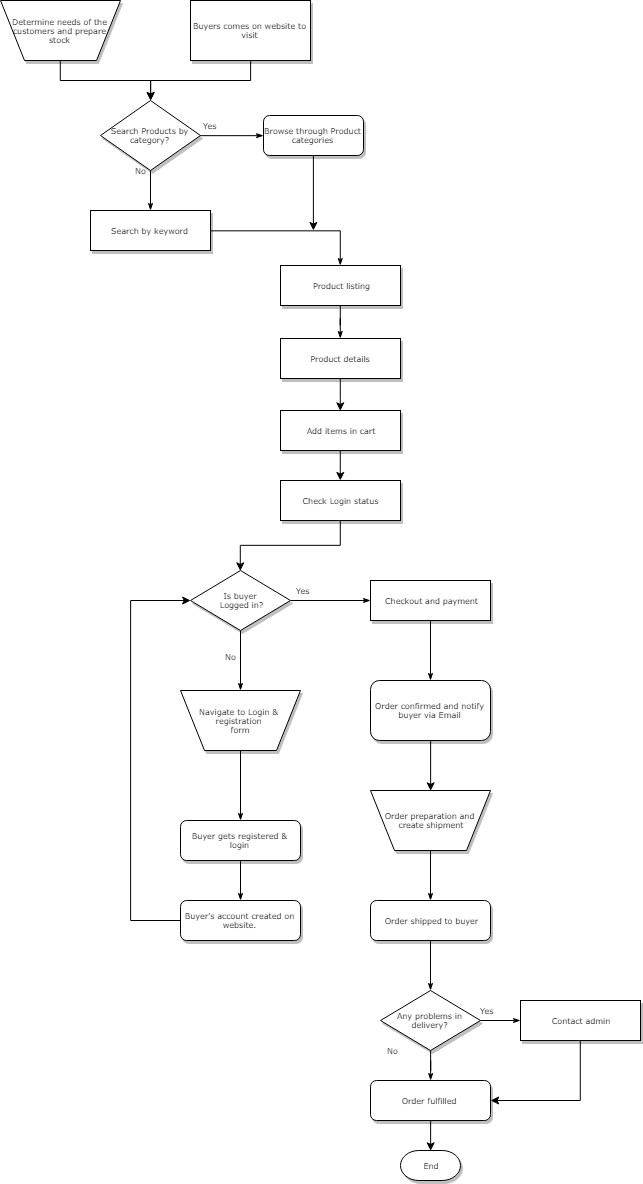 Determine needs of the
customers and prepare
stock
Buyers comes on website to
visit
Search Products by
category?
Yes
Browse through Product
categories
No
Search by keyword
Product listing
Product details
Add items in cart
Check Login status
Is buyer
Logged in?
Yes
Checkout and payment
No
Navigate to Login &
registration
form
Order confirmed and notify
buyer via Email
Buyer gets registered &
login
Order preparation and
create shipment
Buyer's account created on
website.
Order shipped to buyer
Any problems in
delivery?
Yes
Contact admin
No
Order fulfilled
End